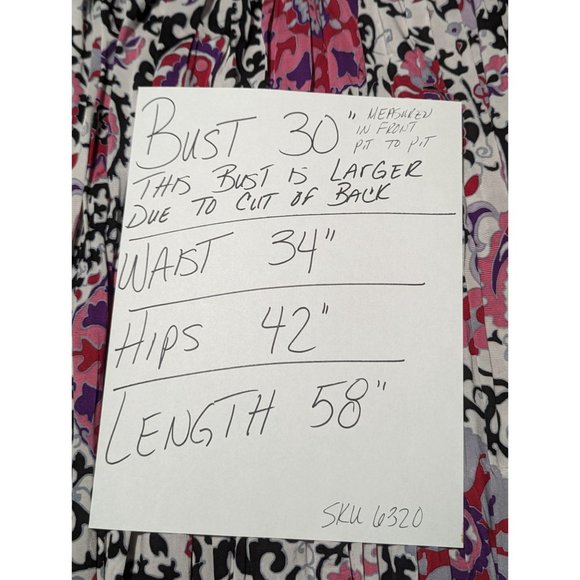 BUST 30" MEASURED
IN FRONT
PIT TO PIT
THIS BUST IS LARGER
DUE TO CUT OF BACK
WAIST 34"
HIPS 42"
LENGTH 58"
SKU 6320